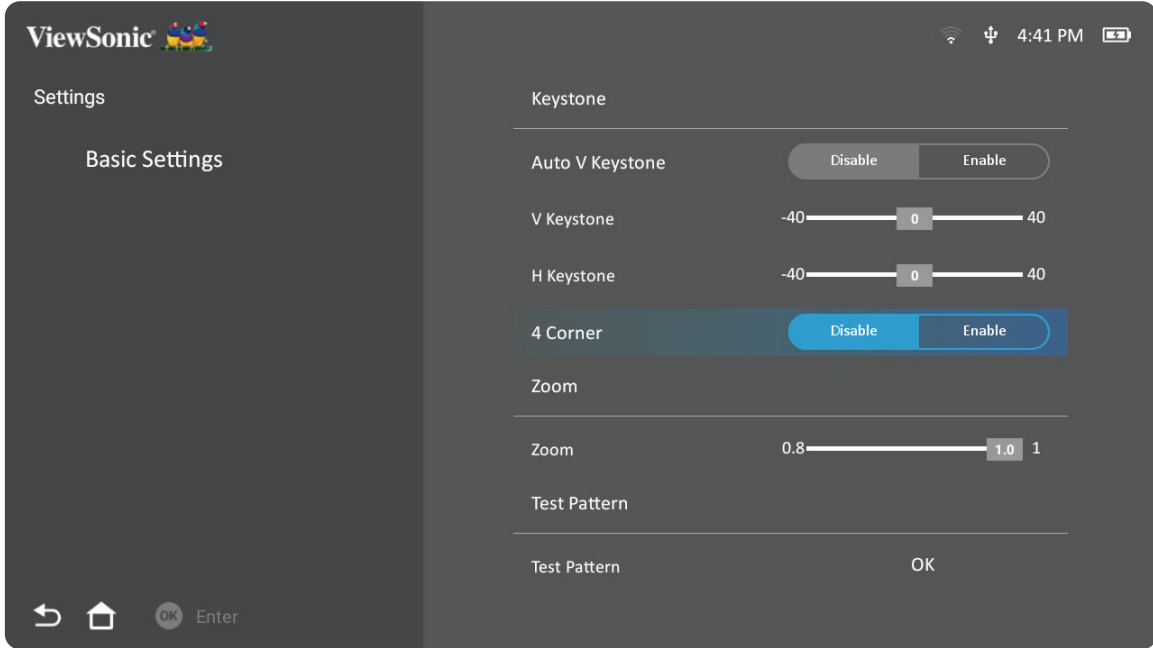 ViewSonic
4:41 PM
Settings
Basic Settings
Keystone
Auto V Keystone Disable Enable
V Keystone -40 0 40
H Keystone -40 0 40
4 Corner Disable Enable
Zoom
Zoom 0.8 1.0 1
Test Pattern
Test Pattern OK
OK Enter